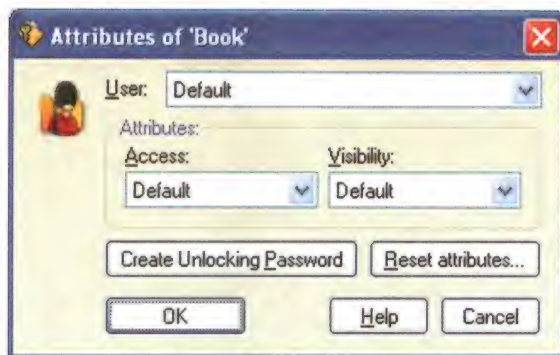 Attributes of 'Book'
User: Default
Attributes:
Access: Visibility:
Default Default
Create Unlocking Password Reset attributes...
OK Help Cancel